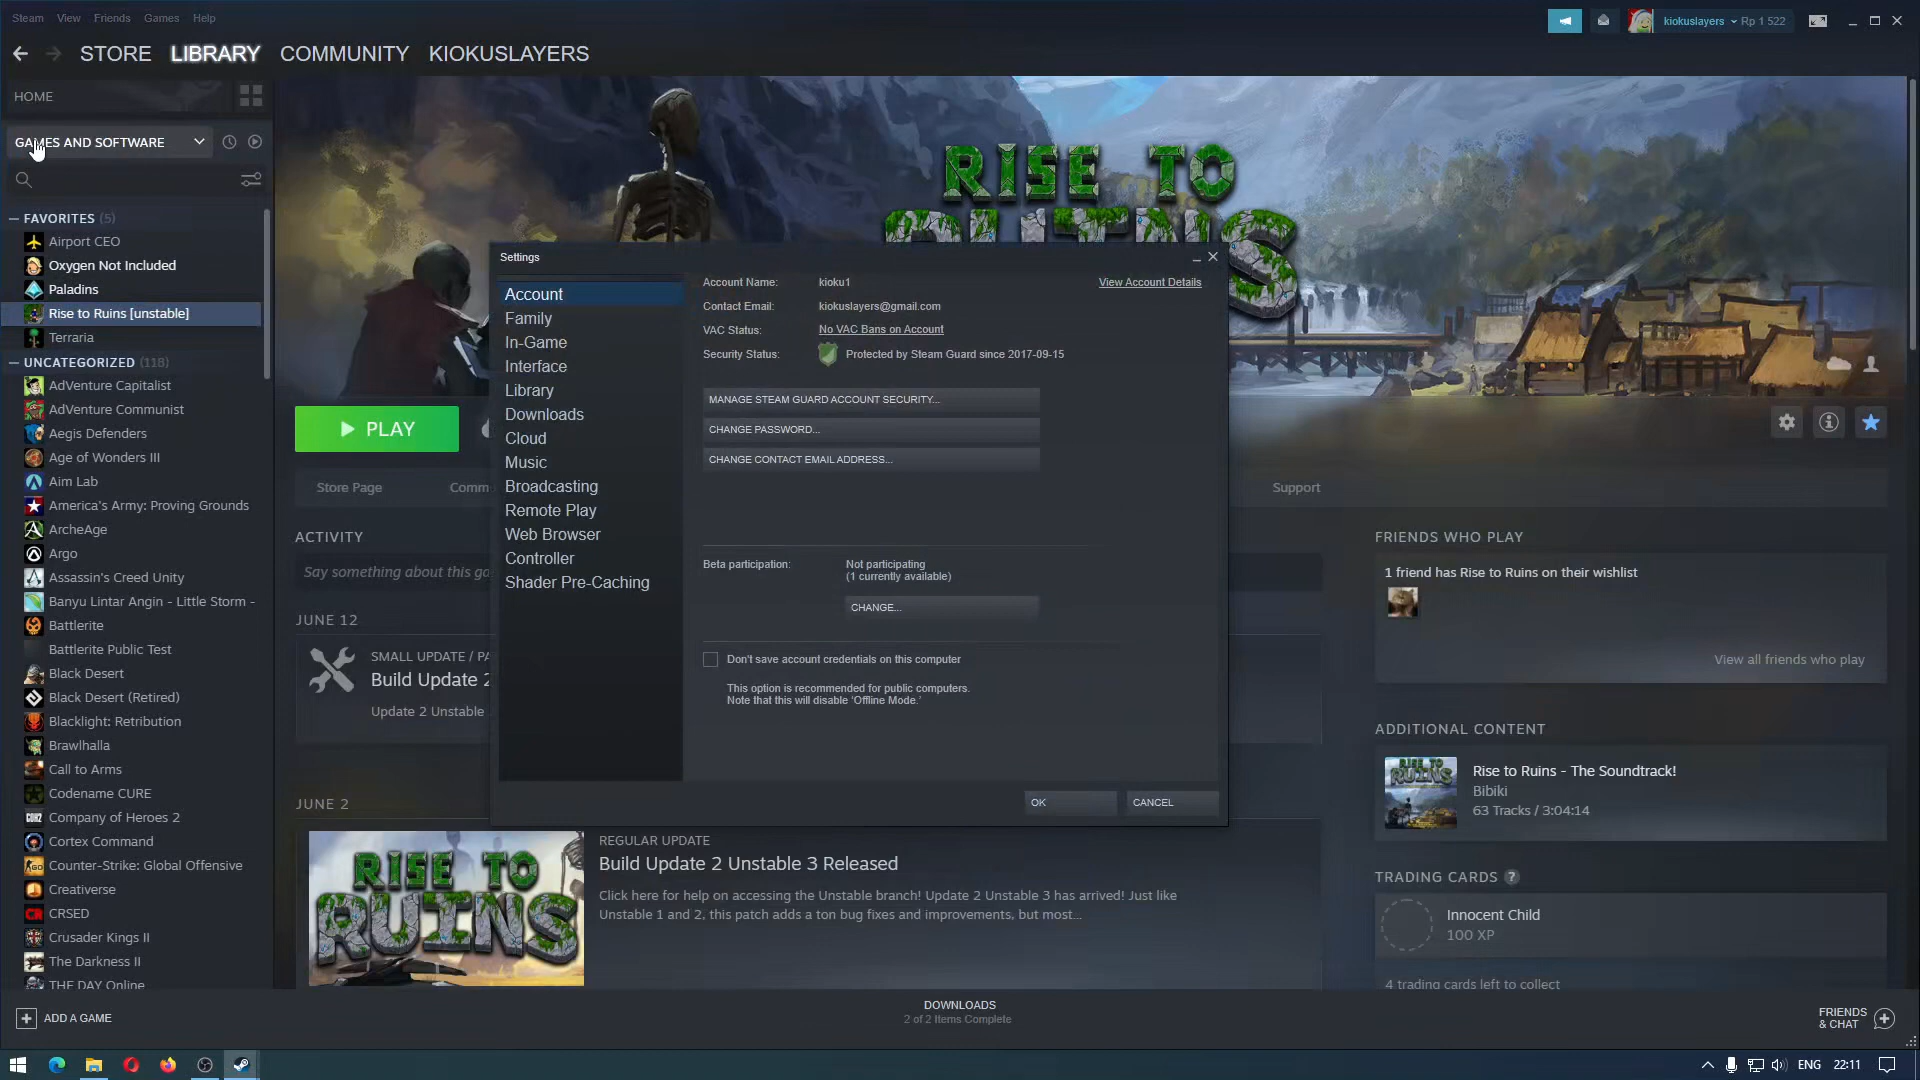 Steam View Friends Games Help
kiokuslayers Rp 1 522
STORE LIBRARY COMMUNITY KIOKUSLAYERS
HOME
GAMES AND SOFTWARE
FAVORITES (5)
Airport CEO
Oxygen Not Included
Paladins
Rise to Ruins [unstable]
Terraria
UNCATEGORIZED (118)
AdVenture Capitalist
AdVenture Communist
Aegis Defenders
Age of Wonders III
Aim Lab
America's Army: Proving Grounds
ArcheAge
Argo
Assassin's Creed Unity
Banyu Lintar Angin - Little Storm -
Battlerite
Battlerite Public Test
Black Desert
Black Desert (Retired)
Blacklight: Retribution
Brawlhalla
Call to Arms
Codename CURE
Company of Heroes 2
Cortex Command
Counter-Strike: Global Offensive
Creativerse
CRSED
Crusader Kings II
The Darkness II
THE DAY Online
ADD A GAME
RISE TO
RUINS
PLAY
Store Page
Comm
Support
ACTIVITY
Say something about this ga
JUNE 12
SMALL UPDATE / PA
Build Update 2
Update 2 Unstable
JUNE 2
RISE TO
RUINS
REGULAR UPDATE
Build Update 2 Unstable 3 Released
Click here for help on accessing the Unstable branch! Update 2 Unstable 3 has arrived! Just like
Unstable 1 and 2, this patch adds a ton bug fixes and improvements, but most...
Settings
Account
Family
In-Game
Interface
Library
Downloads
Cloud
Music
Broadcasting
Remote Play
Web Browser
Controller
Shader Pre-Caching
Account Name: kioku1 View Account Details
Contact Email: kiokuslayers@gmail.com
VAC Status: No VAC Bans on Account
Security Status: Protected by Steam Guard since 2017-09-15
MANAGE STEAM GUARD ACCOUNT SECURITY...
CHANGE PASSWORD...
CHANGE CONTACT EMAIL ADDRESS...
Beta participation: Not participating
(1 currently available)
CHANGE...
Don't save account credentials on this computer
This option is recommended for public computers.
Note that this will disable 'Offline Mode.'
OK CANCEL
FRIENDS WHO PLAY
1 friend has Rise to Ruins on their wishlist
View all friends who play
ADDITIONAL CONTENT
RISE TO
RUINS
Rise to Ruins - The Soundtrack!
Bibiki
63 Tracks / 3:04:14
TRADING CARDS ?
Innocent Child
100 XP
4 trading cards left to collect
DOWNLOADS
2 of 2 Items Complete
FRIENDS
& CHAT
ENG 22:11